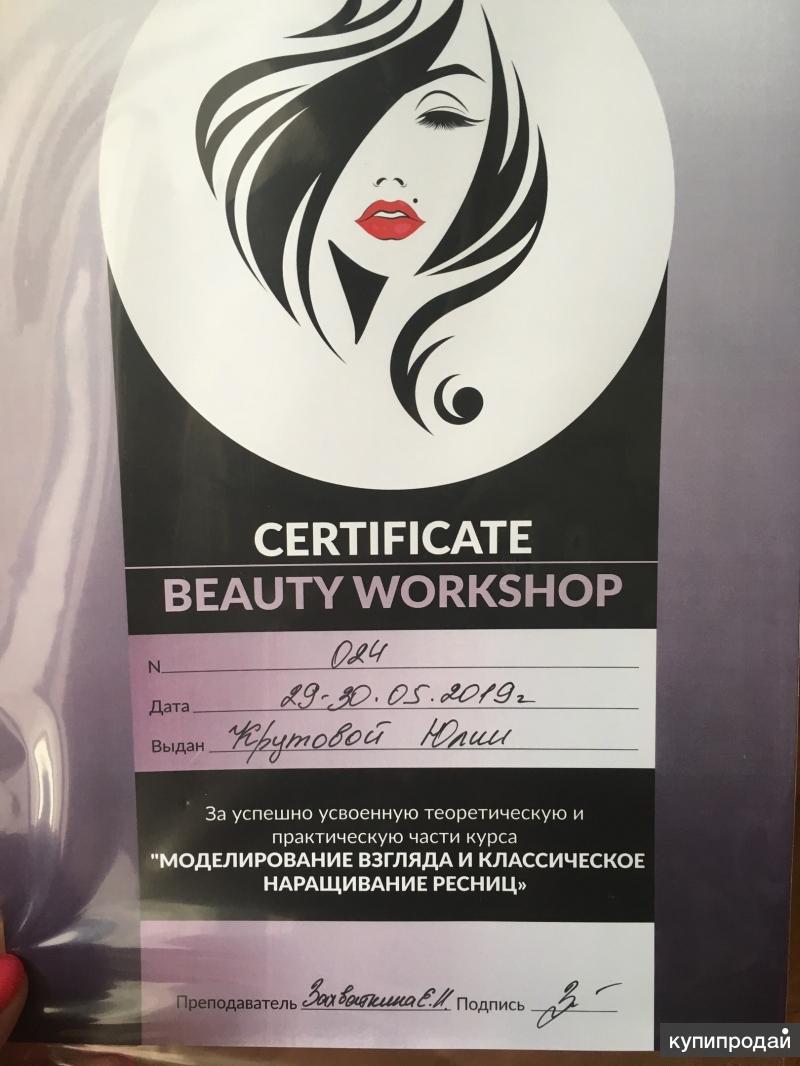 CERTIFICATE
BEAUTY WORKSHOP
N 024
Дата 29-30.05.2019г
Выдан Крутовой Юлии
За успешно усвоенную теоретическую и
практическую части курса
"МОДЕЛИРОВАНИЕ ВЗГЛЯДА И КЛАССИЧЕСКОЕ
НАРАЩИВАНИЕ РЕСНИЦ»
Преподаватель Захваткина Е.И. Подпись
купипродай